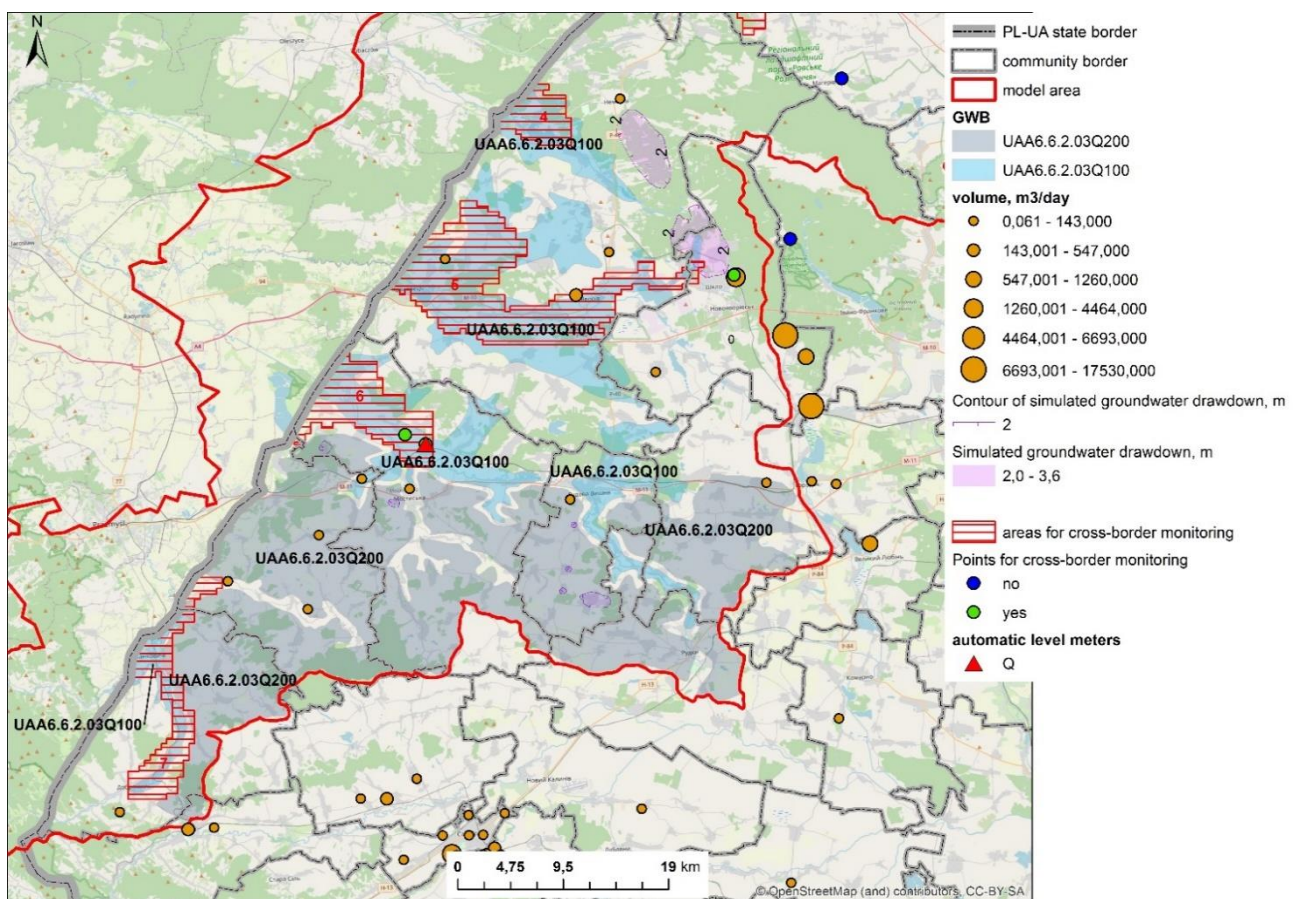 N
PL-UA state border
community border
model area
GWB
UAA6.6.2.03Q200
UAA6.6.2.03Q100
volume, m3/day
0,061 - 143,000
143,001 - 547,000
547,001 - 1260,000
1260,001 - 4464,000
4464,001 - 6693,000
6693,001 - 17530,000
Contour of simulated groundwater drawdown, m
2
Simulated groundwater drawdown, m
2,0 - 3,6
areas for cross-border monitoring
Points for cross-border monitoring
no
yes
automatic level meters
Q
4
UAA6.6.2.03Q100
2
2
2
2
5
UAA6.6.2.03Q100
0
6
UAA6.6.2.03Q100
UAA6.6.2.03Q100
UAA6.6.2.03Q200
UAA6.6.2.03Q200
UAA6.6.2.03Q200
UAA6.6.2.03Q100
7
Новий Калинів
0 4,75 9,5 19 km
© OpenStreetMap (and) contributors, CC-BY-SA